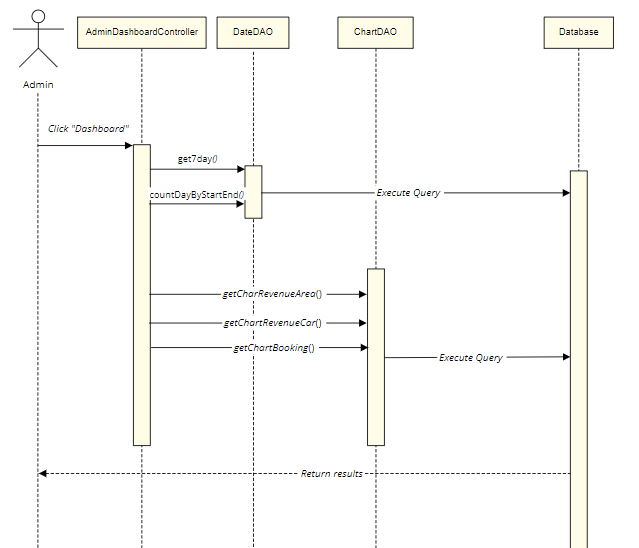 AdminDashboardController
DateDAO
ChartDAO
Database
Admin
Click "Dashboard"
get7day()
countDayByStartEnd()
Execute Query
getCharRevenueArea()
getChartRevenueCar()
getChartBooking()
Execute Query
Return results